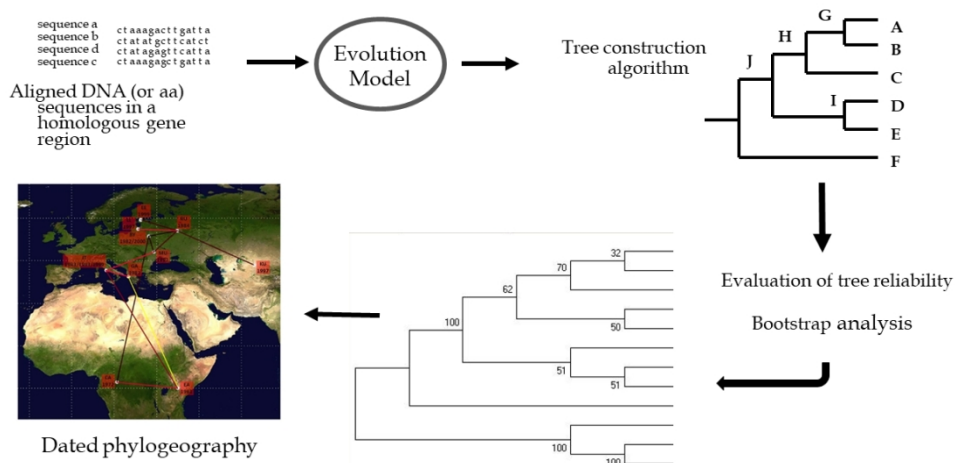 sequence a
sequence b
sequence d
sequence c
ctaaagacttgatta
ctatatgcttcatct
ctatagagttcatta
ctaaagagctgatta
Aligned DNA (or aa)
sequences in a
homologous gene
region
Evolution
Model
Tree construction
algorithm
G
A
H
B
J
C
I
D
E
F
Evaluation of tree reliability
Bootstrap analysis
32
70
62
50
100
51
51
100
100
Dated phylogeography